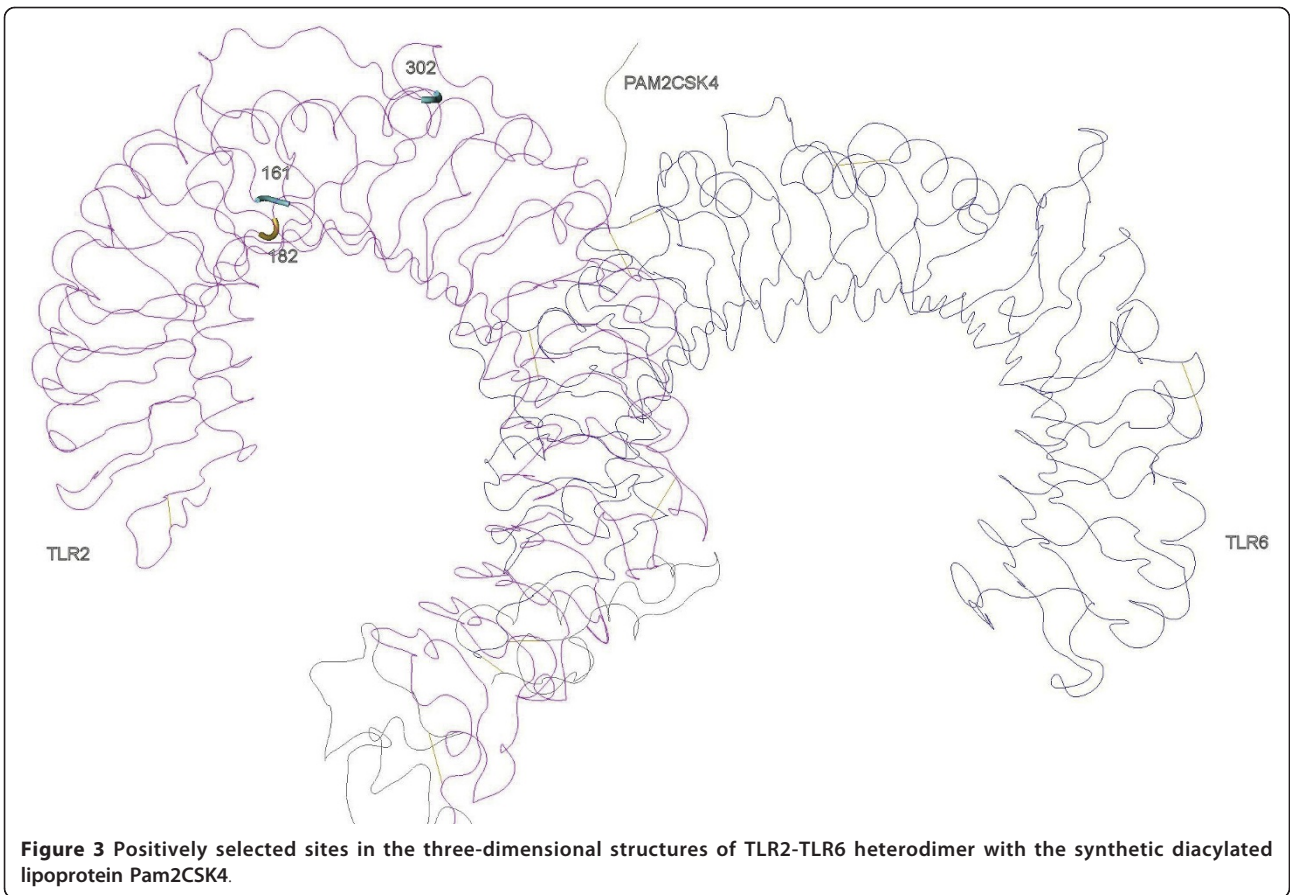 302
PAM2CSK4
161
182
TLR2
TLR6
Figure 3 Positively selected sites in the three-dimensional structures of TLR2-TLR6 heterodimer with the synthetic diacylated
lipoprotein Pam2CSK4.